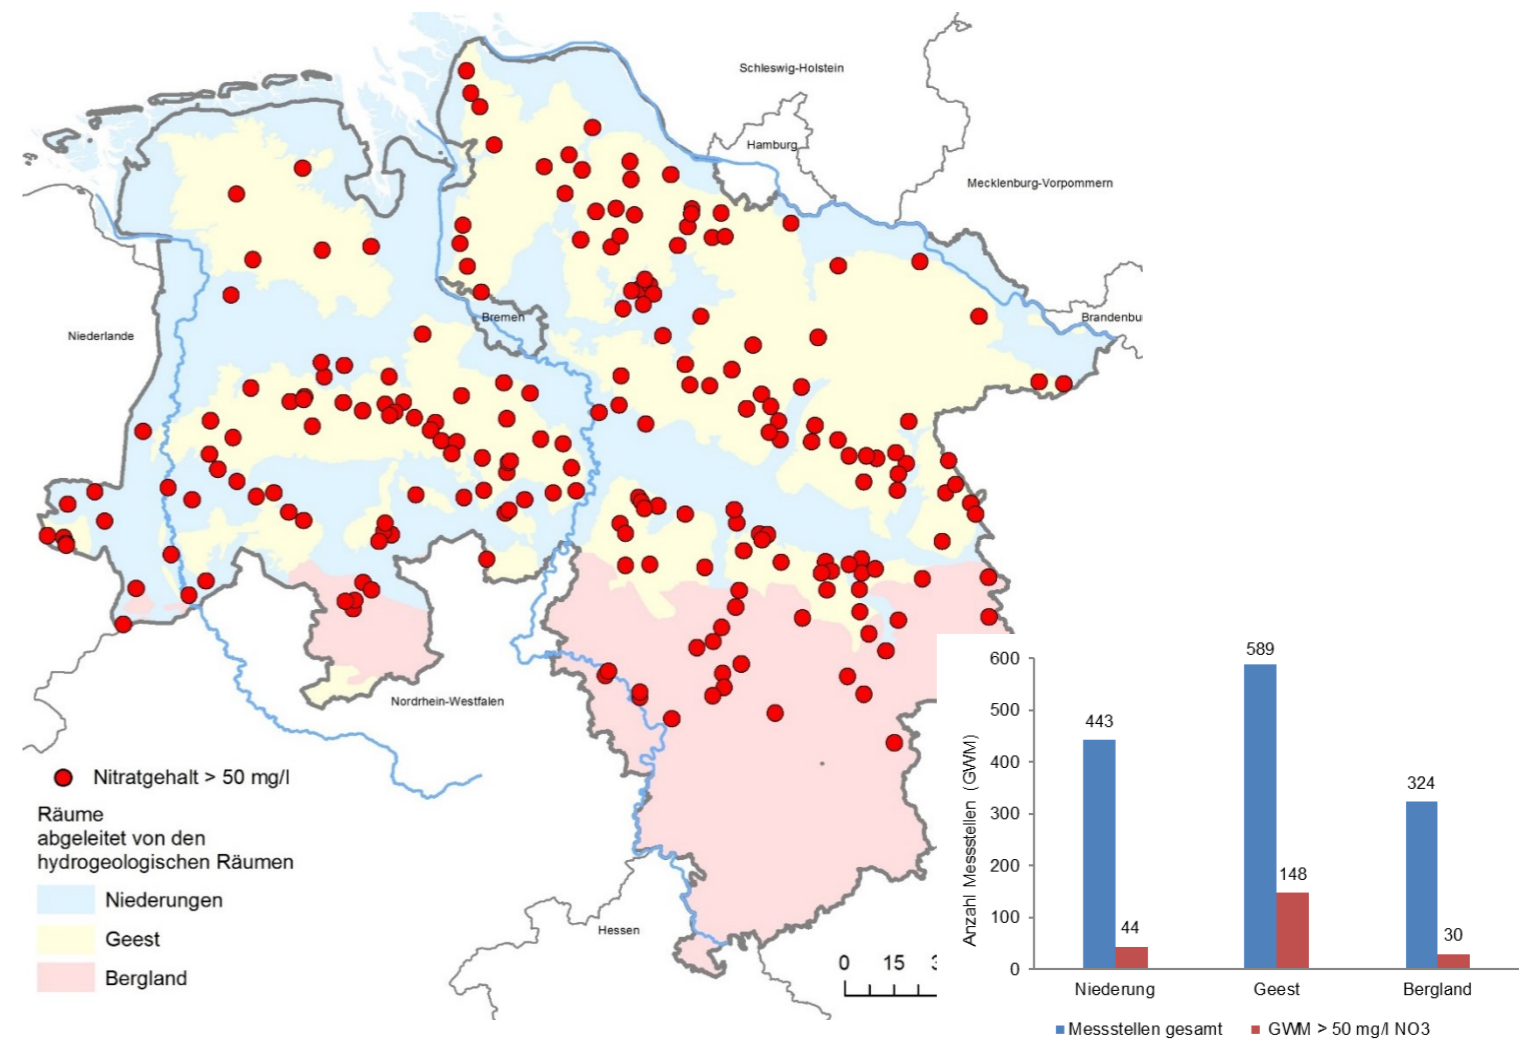 Schleswig-Holstein
Hamburg
Mecklenburg-Vorpommern
Niederlande
Bremen
Brandenbu
Nordrhein-Westfalen
Hessen
Nitratgehalt > 50 mg/l
Räume
abgeleitet von den
hydrogeologischen Räumen
Niederungen
Geest
Bergland
0 15 3
Anzahl Messstellen (GWM)
600
500
400
300
200
100
0
443
44
589
148
324
30
Niederung Geest Bergland
Messstellen gesamt GWM > 50 mg/l NO3